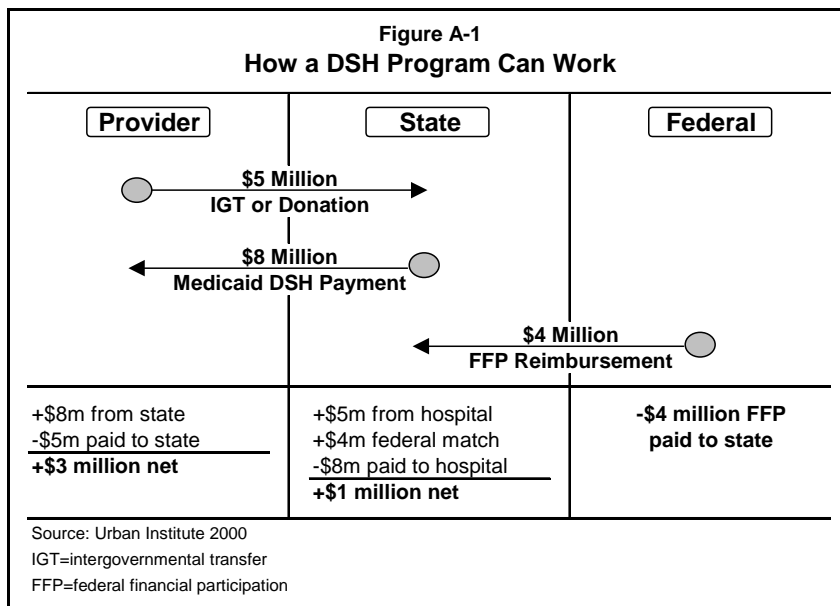 Figure A-1
How a DSH Program Can Work
Provider
State
Federal
$5 Million
IGT or Donation
$8 Million
Medicaid DSH Payment
$4 Million
FFP Reimbursement
+$8m from state
-$5m paid to state
+$3 million net
+$5m from hospital
+$4m federal match
-$8m paid to hospital
+$1 million net
-$4 million FFP
paid to state
Source: Urban Institute 2000
IGT=intergovernmental transfer
FFP=federal financial participation